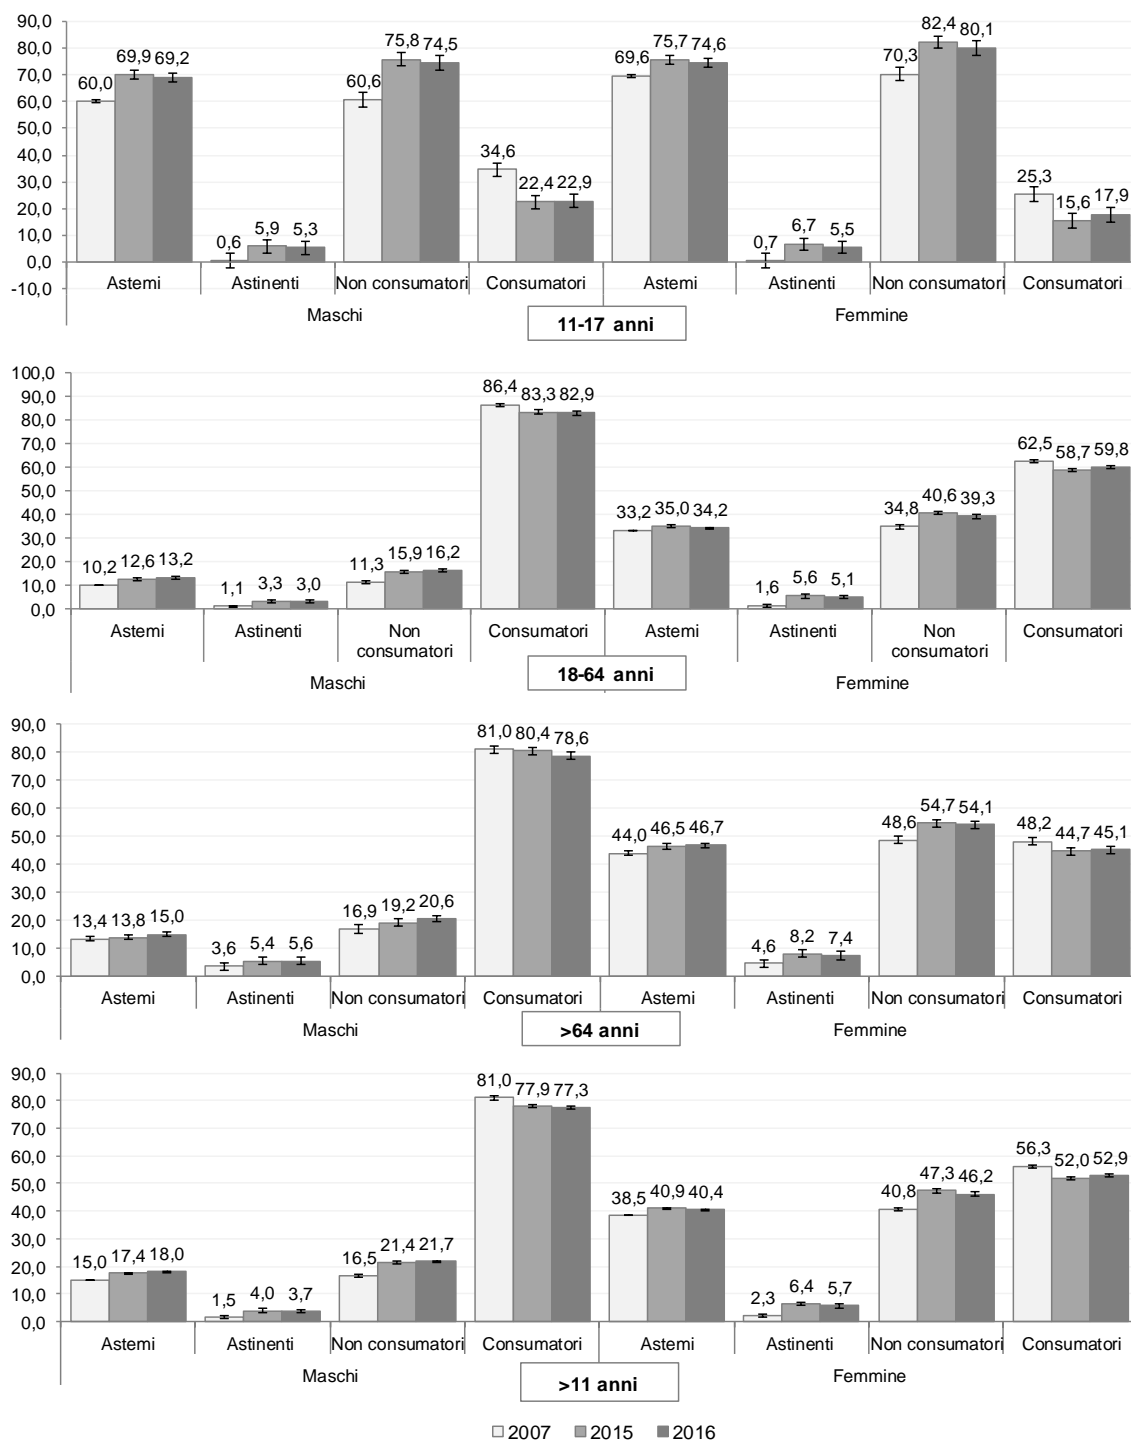 90,0
80,0
70,0
60,0
50,0
40,0
30,0
20,0
10,0
0,0
-10,0
60,0 69,9 69,2 0,6 5,9 5,3 60,6 75,8 74,5 34,6 22,4 22,9 69,6 75,7 74,6 0,7 6,7 5,5 70,3 82,4 80,1 25,3 15,6 17,9
Astemi Astinenti Non consumatori Consumatori Astemi Astinenti Non consumatori Consumatori
Maschi Femmine
11-17 anni
100,0
90,0
80,0
70,0
60,0
50,0
40,0
30,0
20,0
10,0
0,0
10,2 12,6 13,2 1,1 3,3 3,0 11,3 15,9 16,2 86,4 83,3 82,9 33,2 35,0 34,2 1,6 5,6 5,1 34,8 40,6 39,3 62,5 58,7 59,8
Astemi Astinenti Non consumatori Consumatori Astemi Astinenti Non consumatori Consumatori
Maschi Femmine
18-64 anni
90,0
80,0
70,0
60,0
50,0
40,0
30,0
20,0
10,0
0,0
13,4 13,8 15,0 3,6 5,4 5,6 16,9 19,2 20,6 81,0 80,4 78,6 44,0 46,5 46,7 4,6 8,2 7,4 48,6 54,7 54,1 48,2 44,7 45,1
Astemi Astinenti Non consumatori Consumatori Astemi Astinenti Non consumatori Consumatori
Maschi Femmine
>64 anni
90,0
80,0
70,0
60,0
50,0
40,0
30,0
20,0
10,0
0,0
15,0 17,4 18,0 1,5 4,0 3,7 16,5 21,4 21,7 81,0 77,9 77,3 38,5 40,9 40,4 2,3 6,4 5,7 40,8 47,3 46,2 56,3 52,0 52,9
Astemi Astinenti Non consumatori Consumatori Astemi Astinenti Non consumatori Consumatori
Maschi Femmine
>11 anni
2007 2015 2016